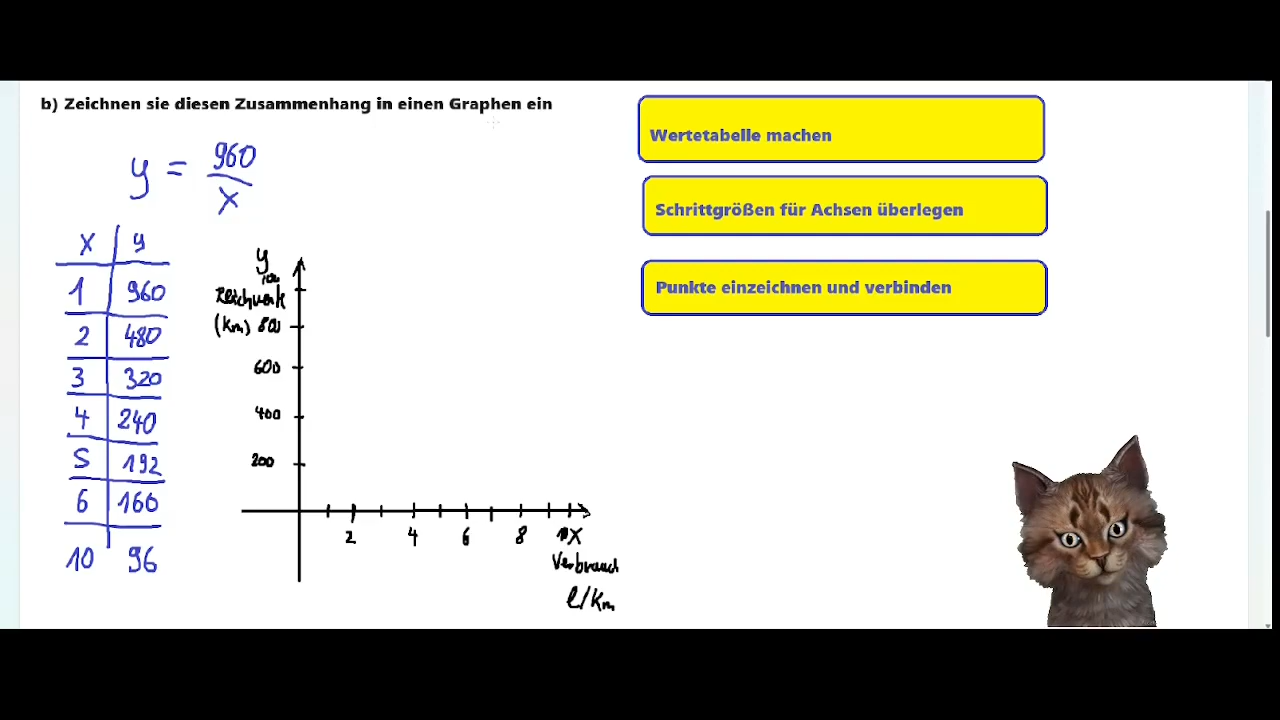 b) Zeichnen sie diesen Zusammenhang in einen Graphen ein
y = 960
x
x y
1 960
2 480
3 320
4 240
5 192
6 160
10 96
y
Reichweite
(Km) 800
600
400
200
2 4 6 8 10 X
Verbrauch
l/Km
Wertetabelle machen
Schrittgrößen für Achsen überlegen
Punkte einzeichnen und verbinden